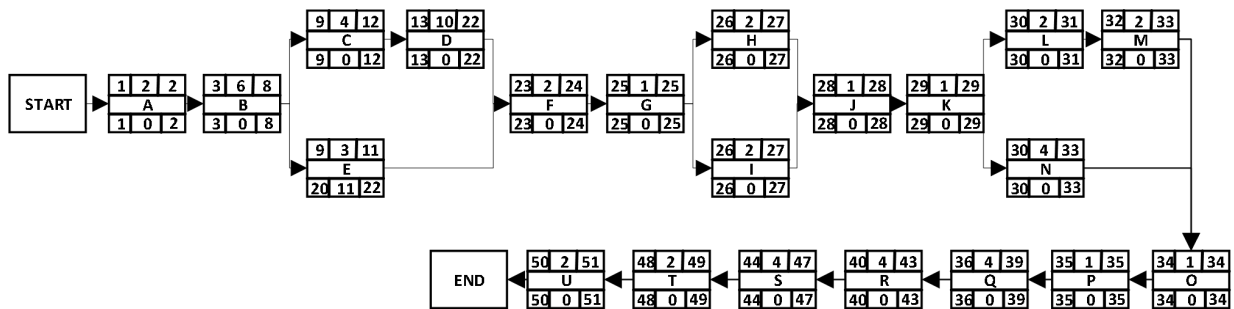 START
1 2 2
A
1 0 2
3 6 8
B
3 0 8
9 4 12
C
9 0 12
13 10 22
D
13 0 22
9 3 11
E
20 11 22
23 2 24
F
23 0 24
25 1 25
G
25 0 25
26 2 27
H
26 0 27
26 2 27
I
26 0 27
28 1 28
J
28 0 28
29 1 29
K
29 0 29
30 2 31
L
30 0 31
32 2 33
M
32 0 33
30 4 33
N
30 0 33
34 1 34
O
34 0 34
35 1 35
P
35 0 35
36 4 39
Q
36 0 39
40 4 43
R
40 0 43
44 4 47
S
44 0 47
48 2 49
T
48 0 49
50 2 51
U
50 0 51
END